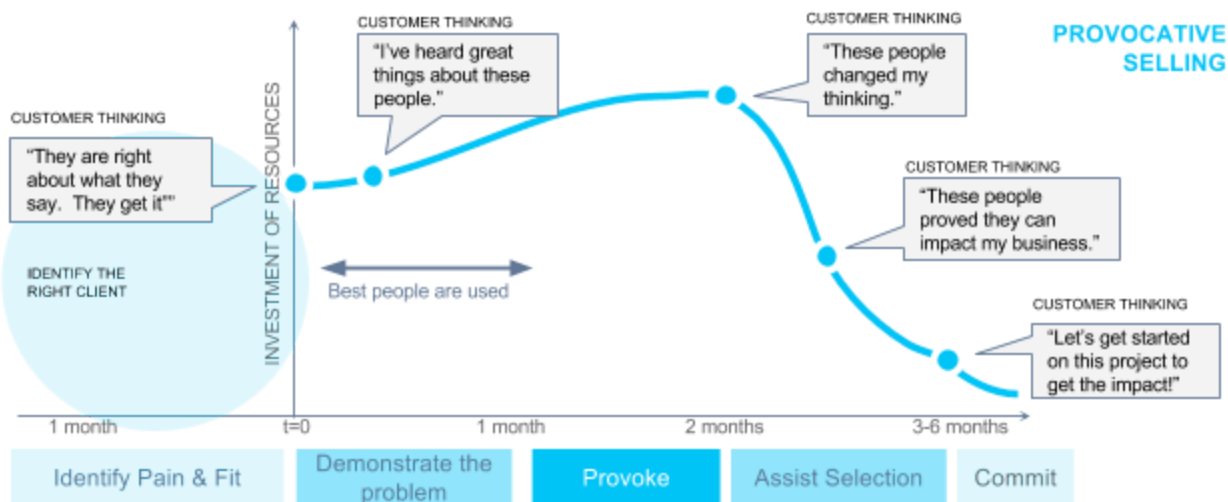 PROVOCATIVE
SELLING
CUSTOMER THINKING
“I've heard great
things about these
people.”
CUSTOMER THINKING
“These people
changed my
thinking.”
CUSTOMER THINKING
“They are right
about what they
say. They get it””
CUSTOMER THINKING
“These people
proved they can
impact my business.”
CUSTOMER THINKING
“Let's get started
on this project to
get the impact!”
IDENTIFY THE
RIGHT CLIENT
INVESTMENT OF RESOURCES
Best people are used
1 month
t=0
1 month
2 months
3-6 months
Identify Pain & Fit
Demonstrate the
problem
Provoke
Assist Selection
Commit